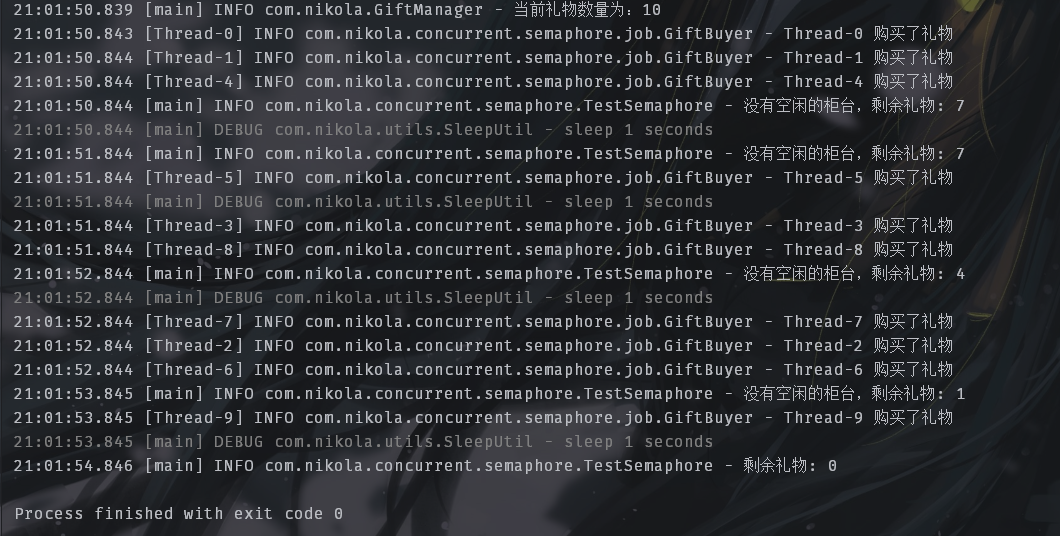 21:01:50.839 [main] INFO com.nikola.GiftManager - 当前礼物数量为：10
21:01:50.843 [Thread-0] INFO com.nikola.concurrent.semaphore.job.GiftBuyer - Thread-0 购买了礼物
21:01:50.844 [Thread-1] INFO com.nikola.concurrent.semaphore.job.GiftBuyer - Thread-1 购买了礼物
21:01:50.844 [Thread-4] INFO com.nikola.concurrent.semaphore.job.GiftBuyer - Thread-4 购买了礼物
21:01:50.844 [main] INFO com.nikola.concurrent.semaphore.TestSemaphore - 没有空闲的柜台，剩余礼物: 7
21:01:50.844 [main] DEBUG com.nikola.utils.SleepUtil - sleep 1 seconds
21:01:51.844 [main] INFO com.nikola.concurrent.semaphore.TestSemaphore - 没有空闲的柜台，剩余礼物: 7
21:01:51.844 [Thread-5] INFO com.nikola.concurrent.semaphore.job.GiftBuyer - Thread-5 购买了礼物
21:01:51.844 [main] DEBUG com.nikola.utils.SleepUtil - sleep 1 seconds
21:01:51.844 [Thread-3] INFO com.nikola.concurrent.semaphore.job.GiftBuyer - Thread-3 购买了礼物
21:01:51.844 [Thread-8] INFO com.nikola.concurrent.semaphore.job.GiftBuyer - Thread-8 购买了礼物
21:01:52.844 [main] INFO com.nikola.concurrent.semaphore.TestSemaphore - 没有空闲的柜台，剩余礼物: 4
21:01:52.844 [main] DEBUG com.nikola.utils.SleepUtil - sleep 1 seconds
21:01:52.844 [Thread-7] INFO com.nikola.concurrent.semaphore.job.GiftBuyer - Thread-7 购买了礼物
21:01:52.844 [Thread-2] INFO com.nikola.concurrent.semaphore.job.GiftBuyer - Thread-2 购买了礼物
21:01:52.844 [Thread-6] INFO com.nikola.concurrent.semaphore.job.GiftBuyer - Thread-6 购买了礼物
21:01:53.845 [main] INFO com.nikola.concurrent.semaphore.TestSemaphore - 没有空闲的柜台，剩余礼物: 1
21:01:53.845 [Thread-9] INFO com.nikola.concurrent.semaphore.job.GiftBuyer - Thread-9 购买了礼物
21:01:53.845 [main] DEBUG com.nikola.utils.SleepUtil - sleep 1 seconds
21:01:54.846 [main] INFO com.nikola.concurrent.semaphore.TestSemaphore - 剩余礼物: 0
Process finished with exit code 0